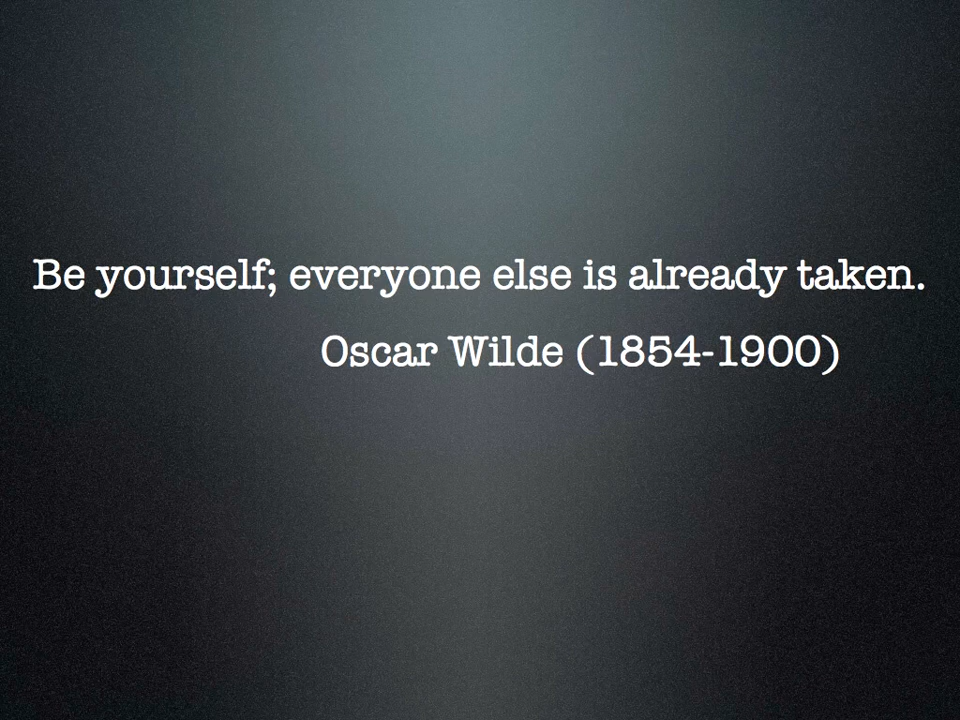 Be yourself; everyone else is already taken.
Oscar Wilde (1854-1900)